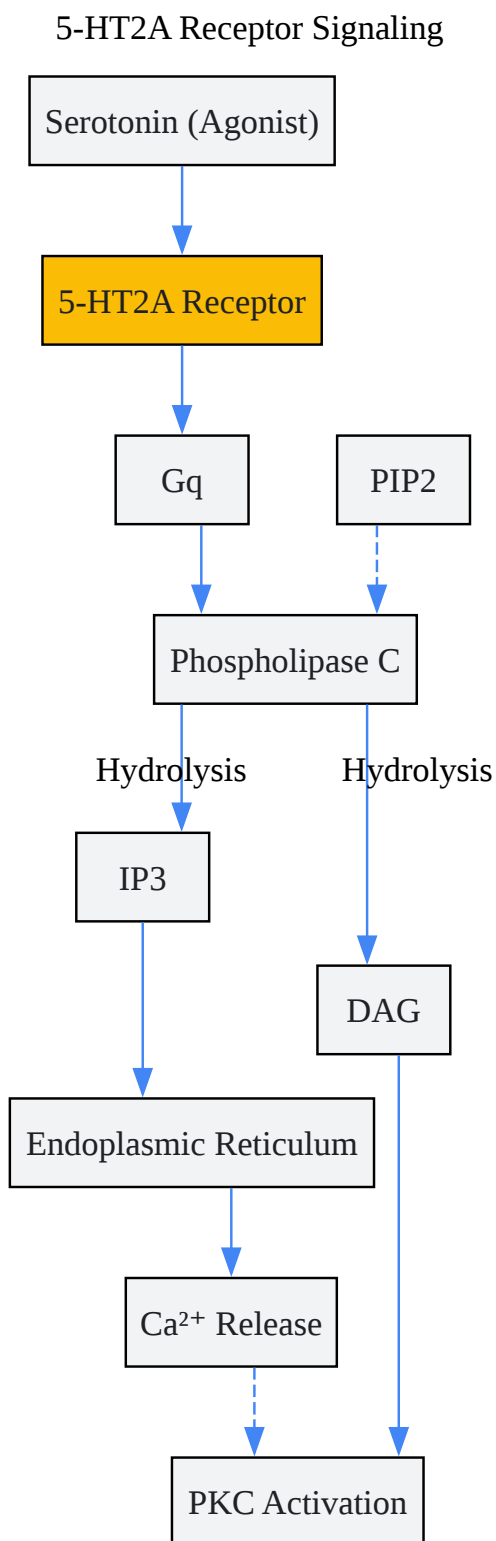 5-HT2A Receptor Signaling
Serotonin (Agonist)
5-HT2A Receptor
Gq
PIP2
Phospholipase C
Hydrolysis
Hydrolysis
IP3
DAG
Endoplasmic Reticulum
Ca²⁺ Release
PKC Activation